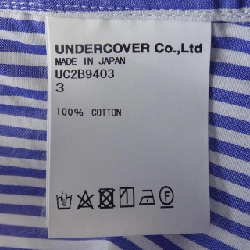 UNDERCOVER Co.,Ltd
MADE IN JAPAN
UC2B9403
3
100% COTTON